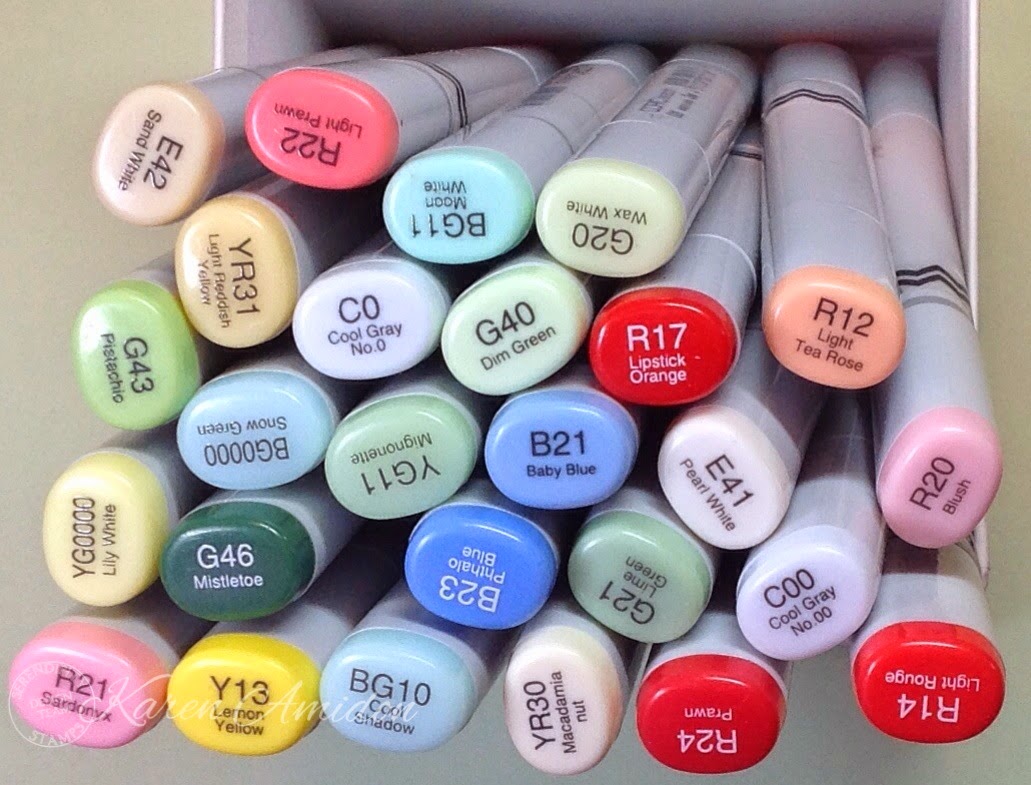 E42
Sand White
R22
Light Prawn
BG11
Moon
White
G20
Wax White
YR31
Light Reddish
Yellow
C0
Cool Gray
No.0
G40
Dim Green
R17
Lipstick
Orange
R12
Light
Tea Rose
G43
Pistachio
BG0000
Snow Green
YG11
Mignonette
B21
Baby Blue
E41
Pearl White
R20
Blush
YG0000
Lily White
G46
Mistletoe
B23
Phthalo
Blue
G21
Lime
Green
C00
Cool Gray
No.00
R21
Sardonyx
Y13
Lemon
Yellow
BG10
Cool
Shadow
YR30
Macadamia
nut
R24
Prawn
R14
Light Rouge
Karen Amidon